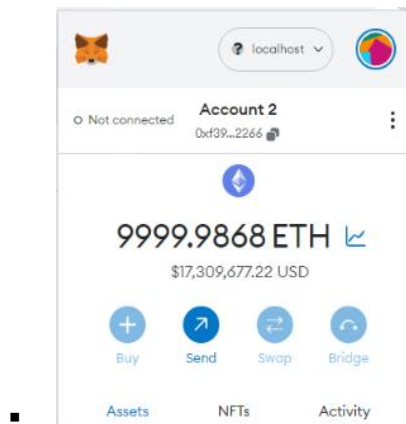 ? localhost
Not connected
Account 2
0xf39...2266
9999.9868 ETH
$17,309,677.22 USD
Buy Send Swap Bridge
Assets NFTs Activity